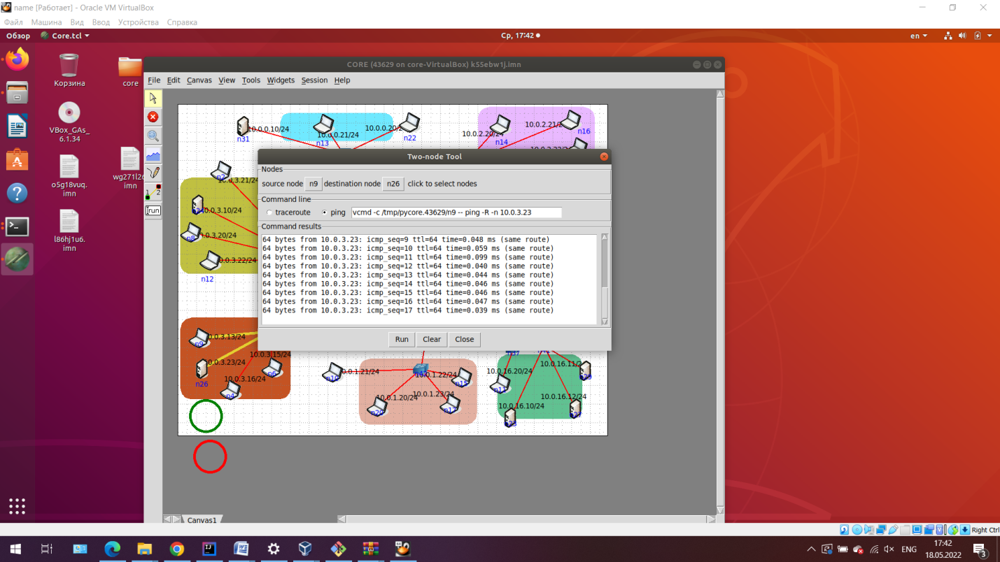 name [Работает] - Oracle VM VirtualBox
Файл Машина Вид Ввод Устройства Справка
Обзор Core.tcl Ср, 17:42 en
Корзина
core
VBox_GAs_
6.1.34
o5g18vuq.
imn
wg271l2c
imn
l86hj1u6.
imn
CORE (43629 on core-VirtualBox) k55ebw1j.imn
File Edit Canvas View Tools Widgets Session Help
run
10.0.0.10/24
n31
10.0.0.21/24
n13
10.0.0.20/2
n22
10.0.2.20/24
n14
10.0.2.21/2
n16
.0.3.21/24
0.3.10/24
n8
0.0.3.20/24
0.0.3.22/24
n12
Two-node Tool
Nodes
source node n9 destination node n26 click to select nodes
Command line
traceroute ping vcmd -c /tmp/pycore.43629/n9 -- ping -R -n 10.0.3.23
Command results
64 bytes from 10.0.3.23: icmp_seq=9 ttl=64 time=0.048 ms (same route)
64 bytes from 10.0.3.23: icmp_seq=10 ttl=64 time=0.059 ms (same route)
64 bytes from 10.0.3.23: icmp_seq=11 ttl=64 time=0.099 ms (same route)
64 bytes from 10.0.3.23: icmp_seq=12 ttl=64 time=0.040 ms (same route)
64 bytes from 10.0.3.23: icmp_seq=13 ttl=64 time=0.044 ms (same route)
64 bytes from 10.0.3.23: icmp_seq=14 ttl=64 time=0.046 ms (same route)
64 bytes from 10.0.3.23: icmp_seq=15 ttl=64 time=0.046 ms (same route)
64 bytes from 10.0.3.23: icmp_seq=16 ttl=64 time=0.047 ms (same route)
64 bytes from 10.0.3.23: icmp_seq=17 ttl=64 time=0.039 ms (same route)
Run Clear Close
n9
0.0.3.13/24
0.0.3.23/24
n26
10.0.3.15/24
n6
10.0.3.16/24
n4
n10
0.0.1.21/24
10.0.1.22/24
n15
10.0.1.20/24
n20
10.0.1.23/24
10.0.16.20/24
n11
10.0.16.11/2
10.0.16.10/24
10.0.16.12/24
Canvas1
Right Ctrl
ENG
17:42
18.05.2022
3